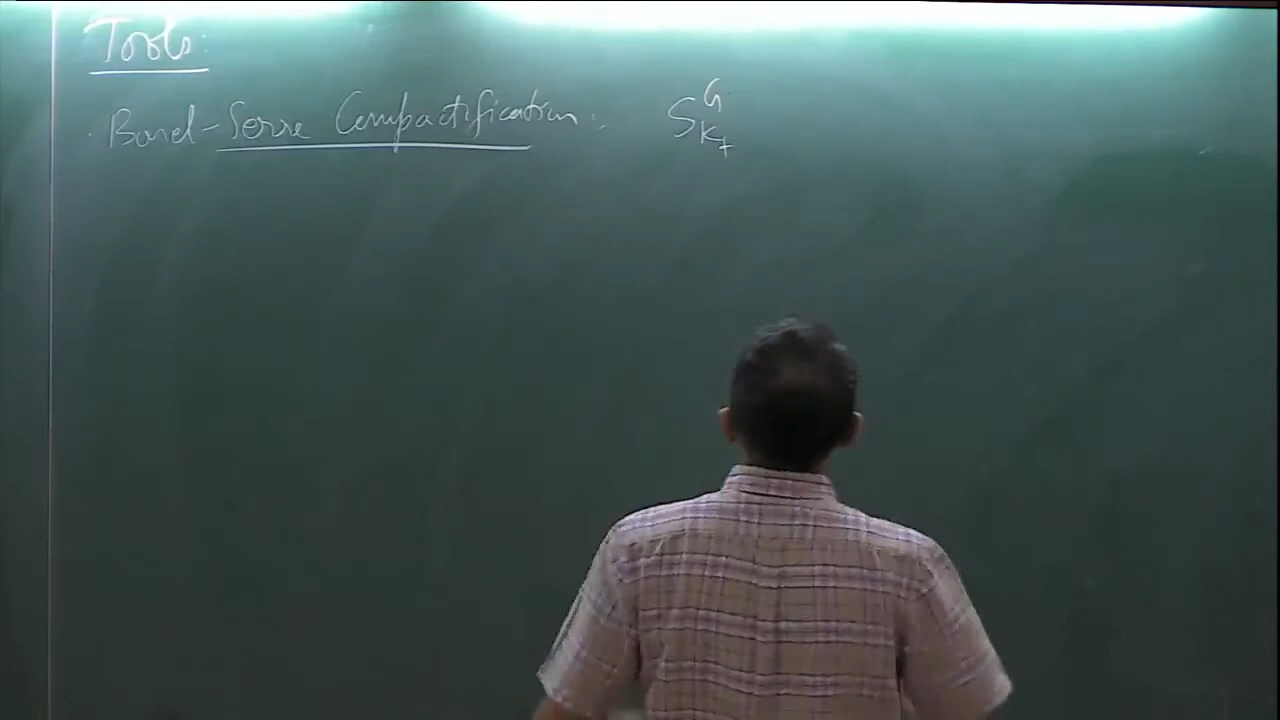 Tools:
. Borel-Serre Compactification: S^G_{K_f}